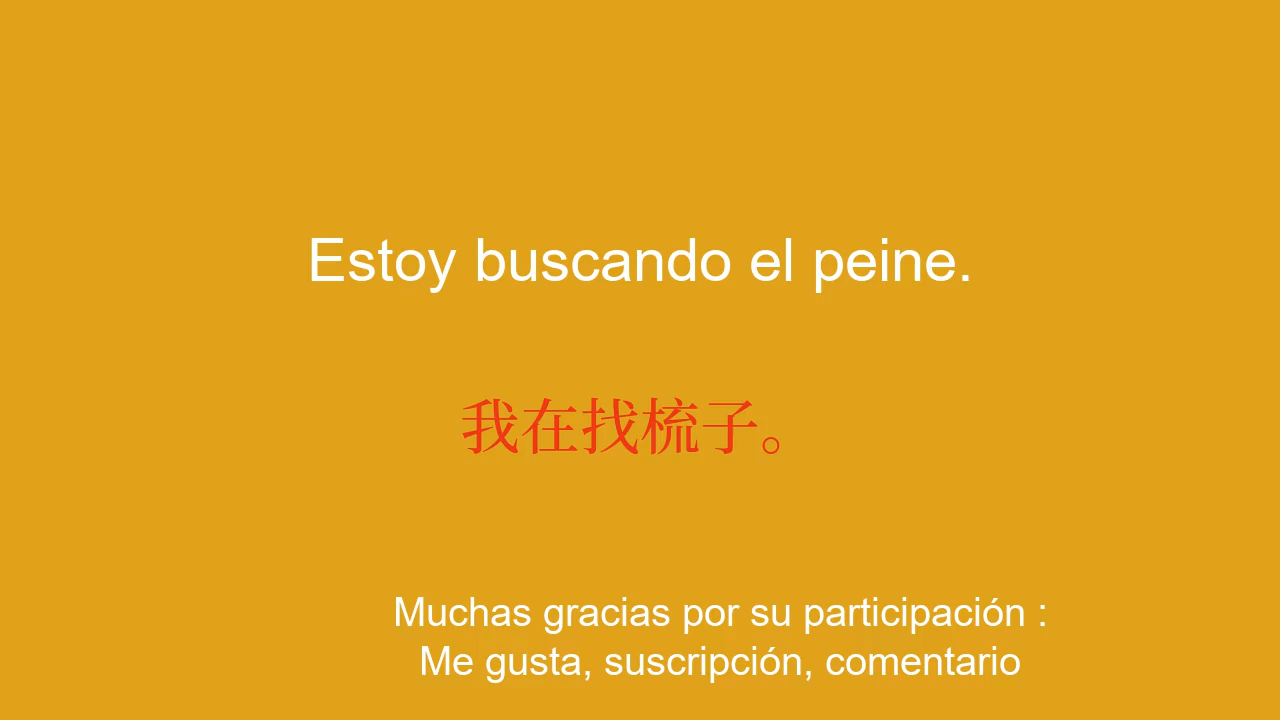 Estoy buscando el peine.
我在找梳子。
Muchas gracias por su participación :
Me gusta, suscripción, comentario